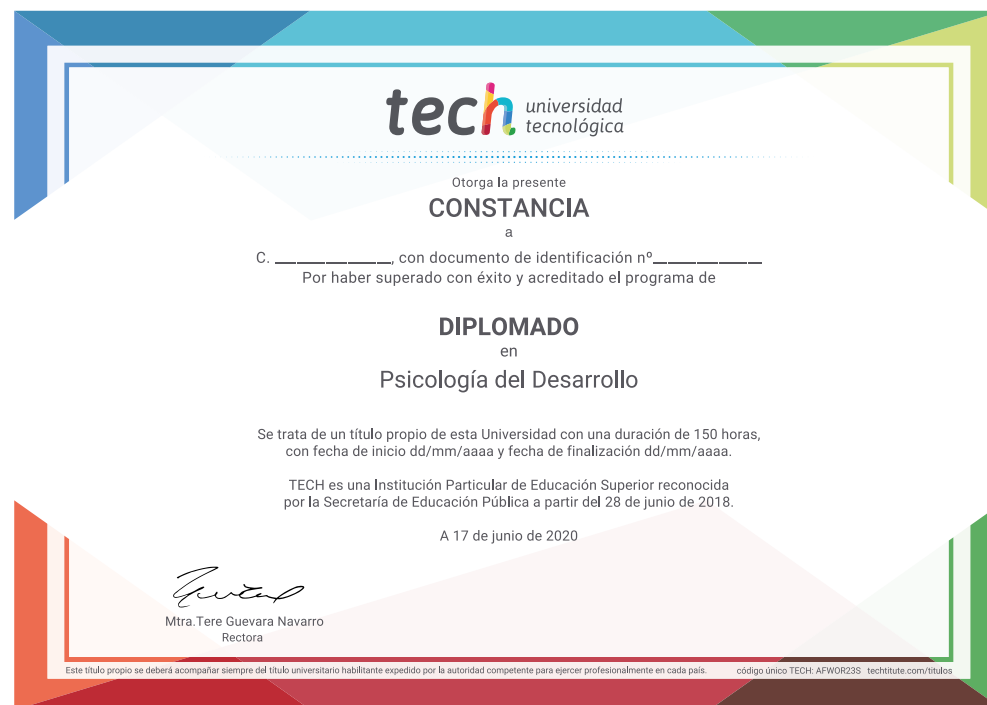 tech universidad
tecnológica
Otorga la presente
CONSTANCIA
a
C. ________________, con documento de identificación nº_______________
Por haber superado con éxito y acreditado el programa de
DIPLOMADO
en
Psicología del Desarrollo
Se trata de un título propio de esta Universidad con una duración de 150 horas,
con fecha de inicio dd/mm/aaaa y fecha de finalización dd/mm/aaaa.
TECH es una Institución Particular de Educación Superior reconocida
por la Secretaría de Educación Pública a partir del 28 de junio de 2018.
A 17 de junio de 2020
Mtra.Tere Guevara Navarro
Rectora
Este título propio se deberá acompañar siempre del título universitario habilitante expedido por la autoridad competente para ejercer profesionalmente en cada país. código único TECH: AFWOR23S techtitute.com/titulos